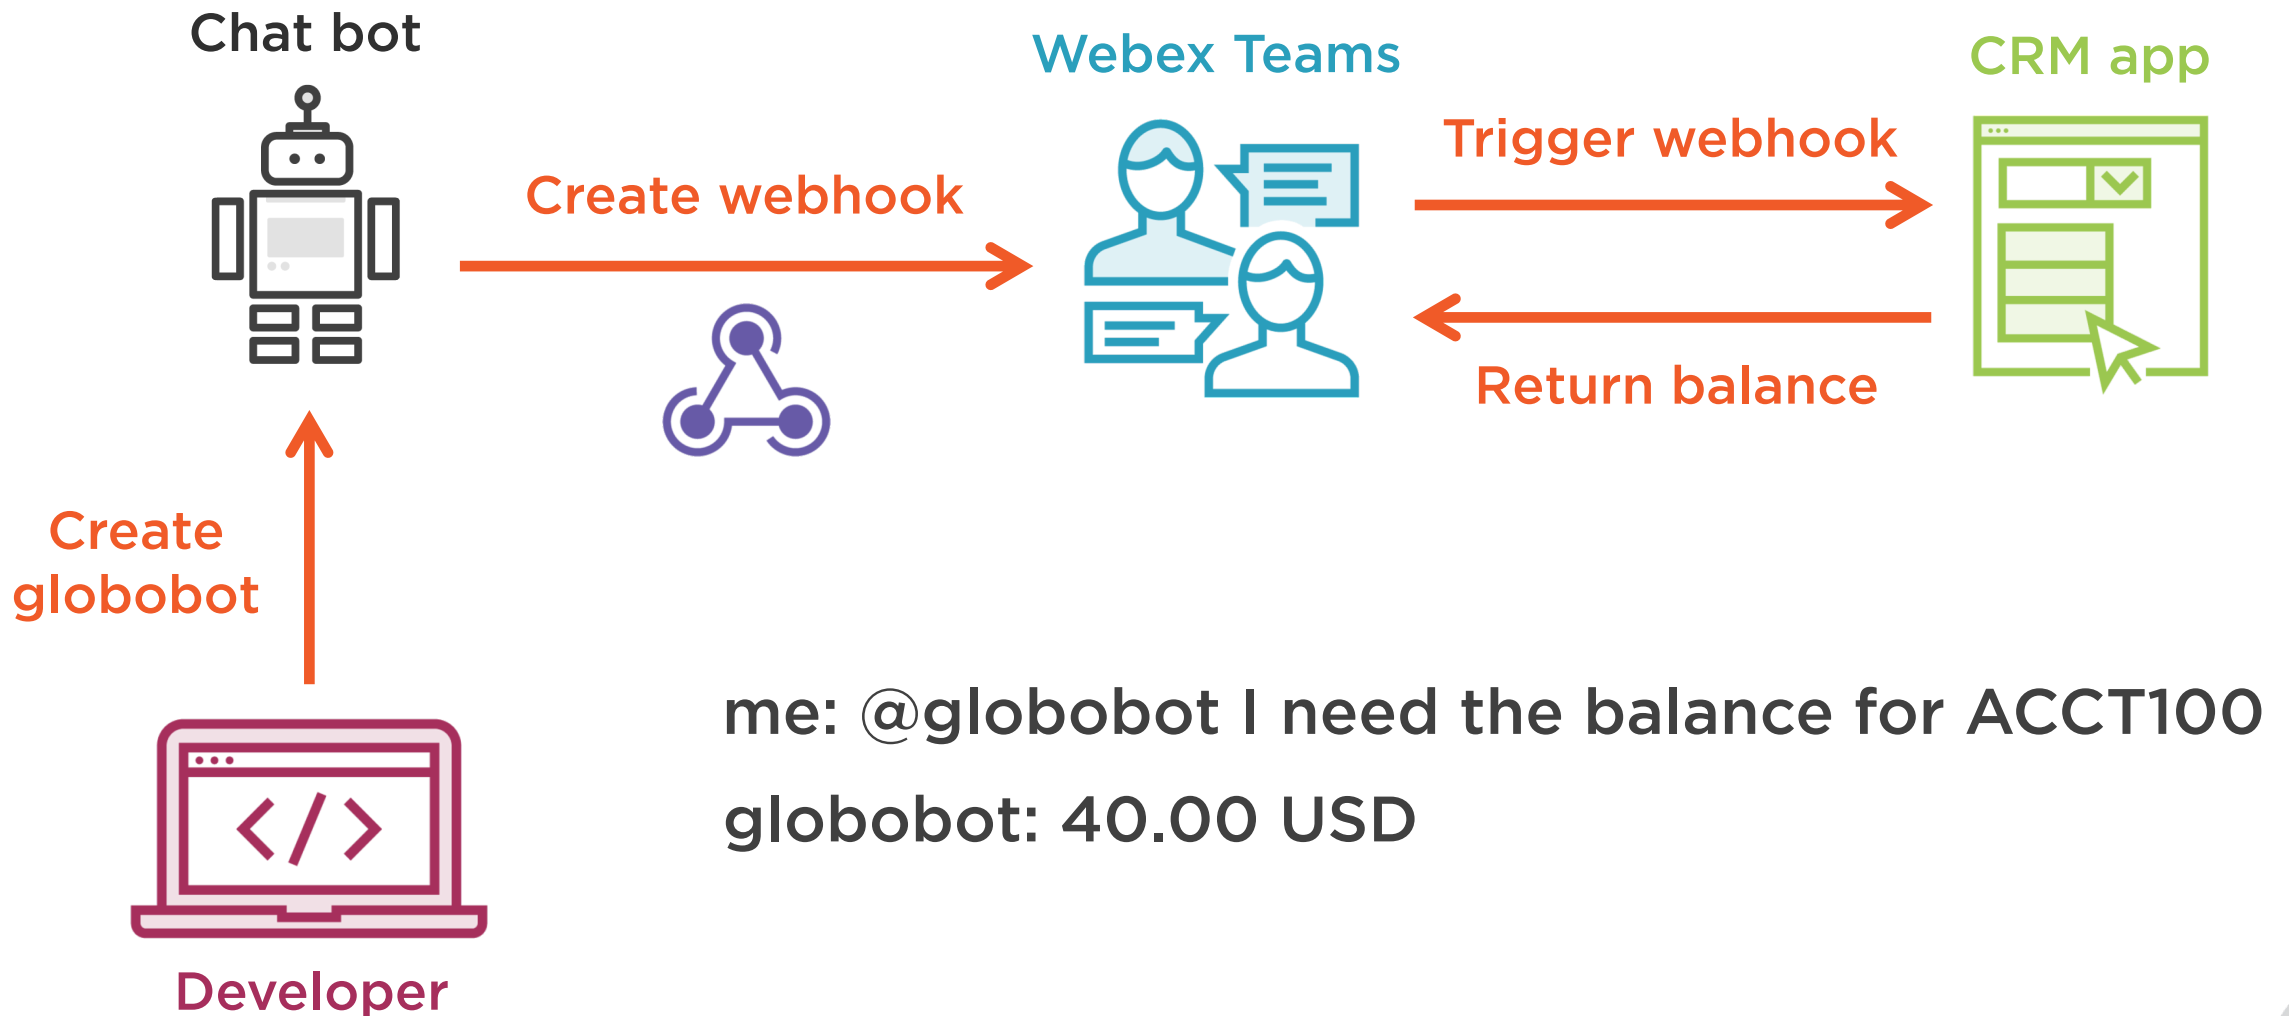 Chat bot
Webex Teams
CRM app
Trigger webhook
Create webhook
Return balance
Create
globobot
me: @globobot I need the balance for ACCT100
globobot: 40.00 USD
</>
Developer